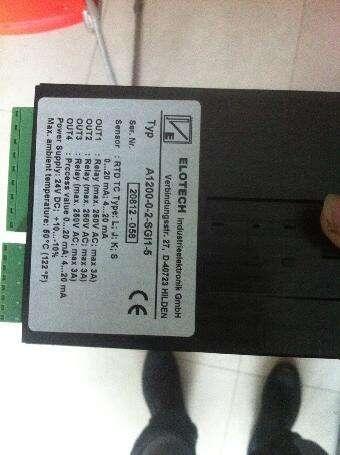 ELOTECH Industrieelektronik GmbH
Verbindungsstr. 27, D-40723 HILDEN
Typ A1200-0-2-SGI1-5
Ser. Nr. 20812 - 058 CE
Sensor : RTD TC Type: L; J; K; S
0...20 mA; 4...20 mA
OUT1 : Relay (max. 250V AC; max 3A)
OUT2 : Relay (max. 250V AC; max 3A)
OUT3 : Relay (max. 250V AC; max 3A)
OUT4 : Process value 0...20 mA; 4...20 mA
Power Supply: 24V DC; +10...-10%
Max. ambient temperature: 50°C (122°F)